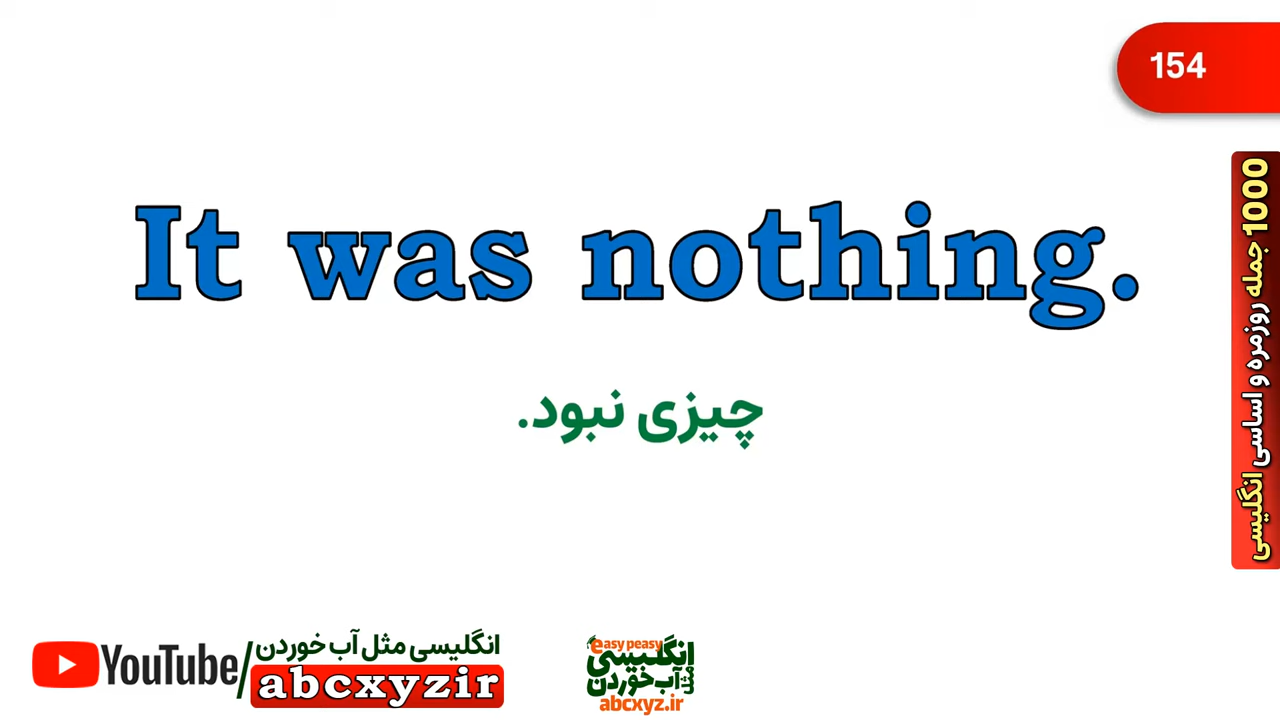 154
1000 جمله روزمره و اساسی انگلیسی
It was nothing.
چیزی نبود.
YouTube/
انگلیسی مثل آب خوردن
abcxyzir
easy peasy
انگلیسی
مثل
آب خوردن
abcxyz.ir